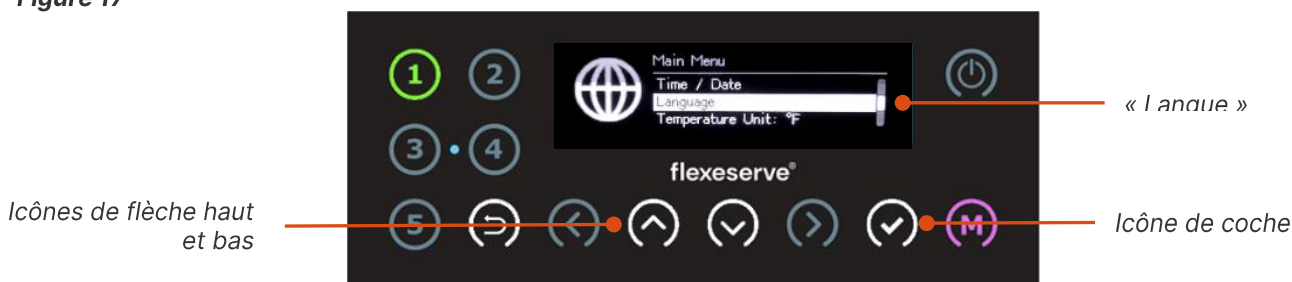 Figure 17
1
2
Main Menu
Time / Date
Language
Temperature Unit: °F
« Langue »
3
4
flexeserve®
Icônes de flèche haut
et bas
5
M
Icône de coche